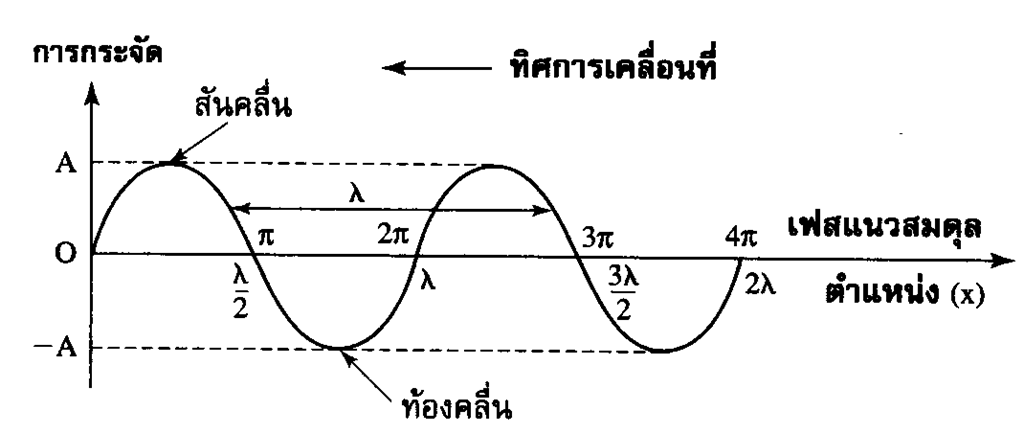 การกระจัด
ทิศการเคลื่อนที่
สันคลื่น
A
λ
π
2π
3π
4π
เฟสแนวสมดุล
O
λ/2
λ
3λ/2
2λ
ตำแหน่ง (x)
−A
ท้องคลื่น